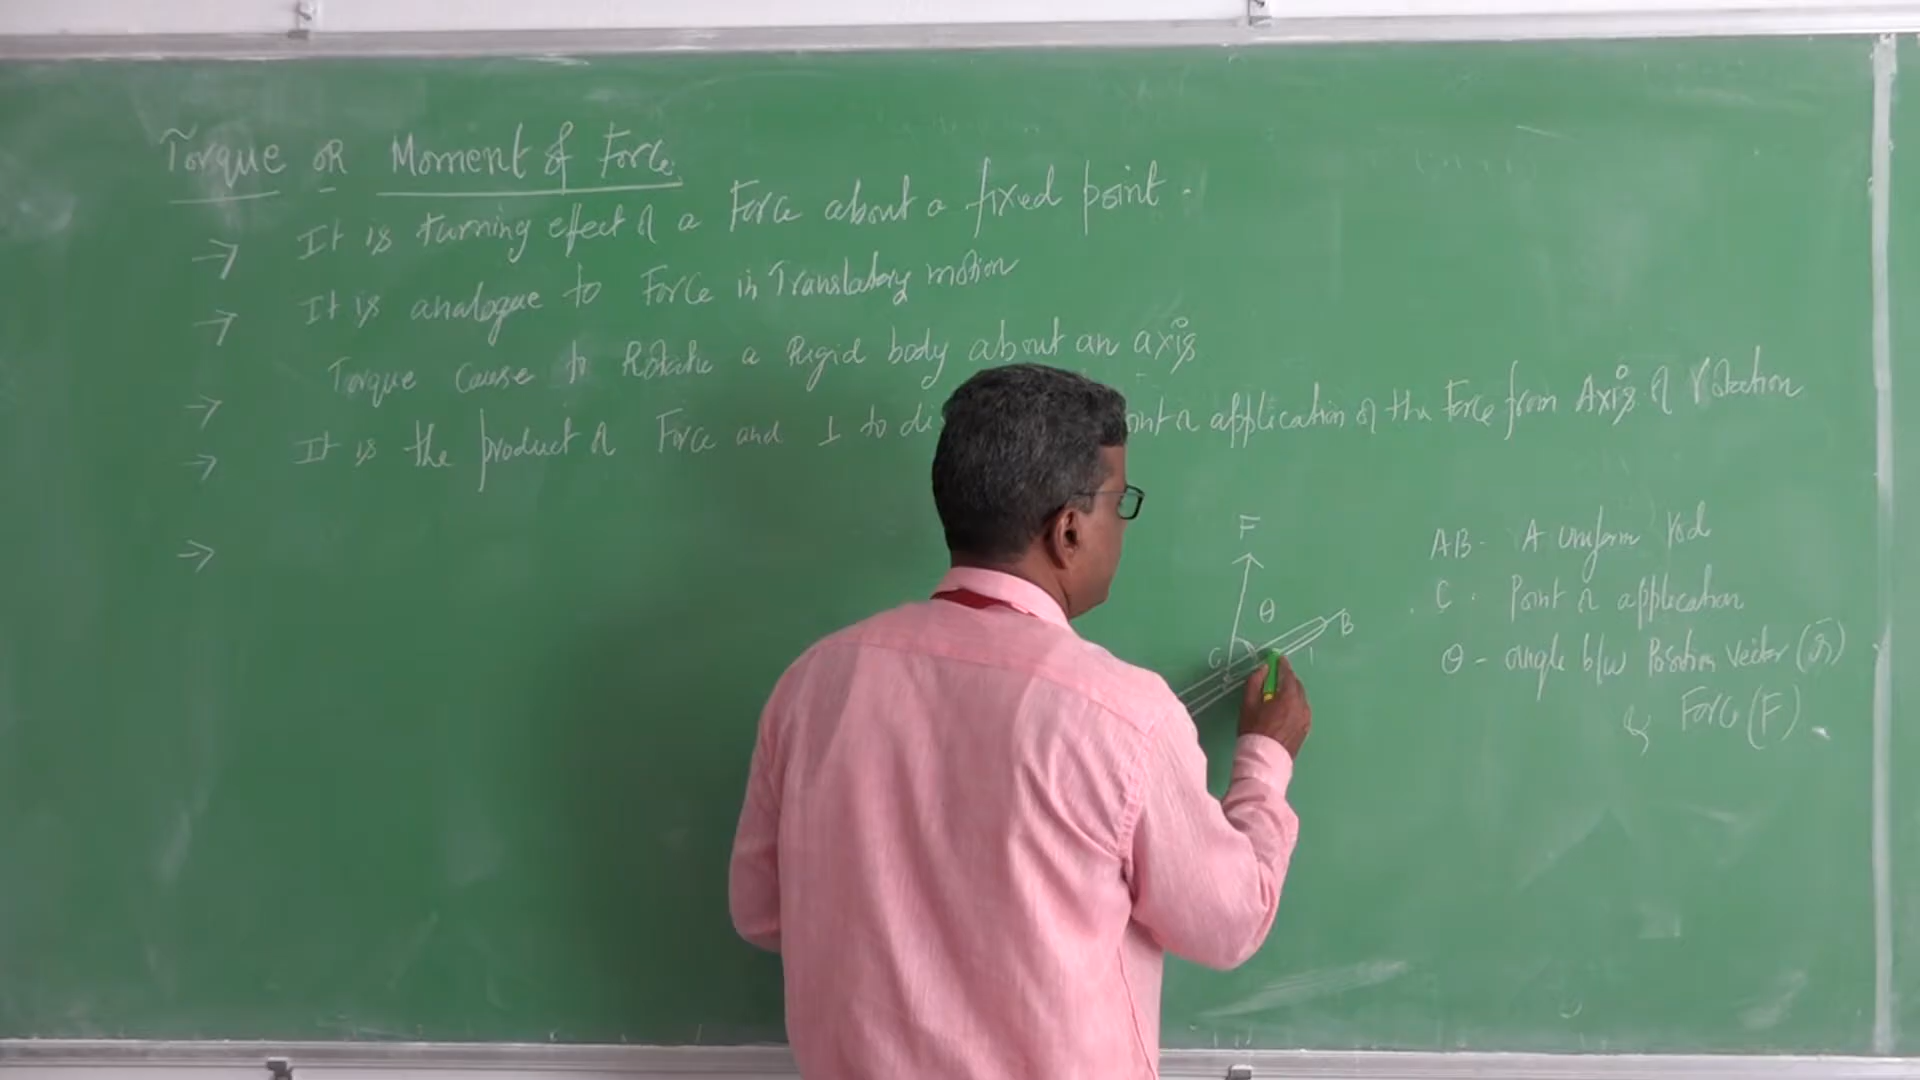 Torque OR Moment of Force
→ It is turning effect of a Force about a fixed point.
→ It is analogue to Force in Translatory motion
→ Torque cause to Rotate a Rigid body about an axis
→ It is the product of Force and ⊥ to application of the Force from Axis of rotation
→
F
θ
B
C
AB - A uniform rod
C - Point of application
θ - angle b/w Position vector
& Force (F)